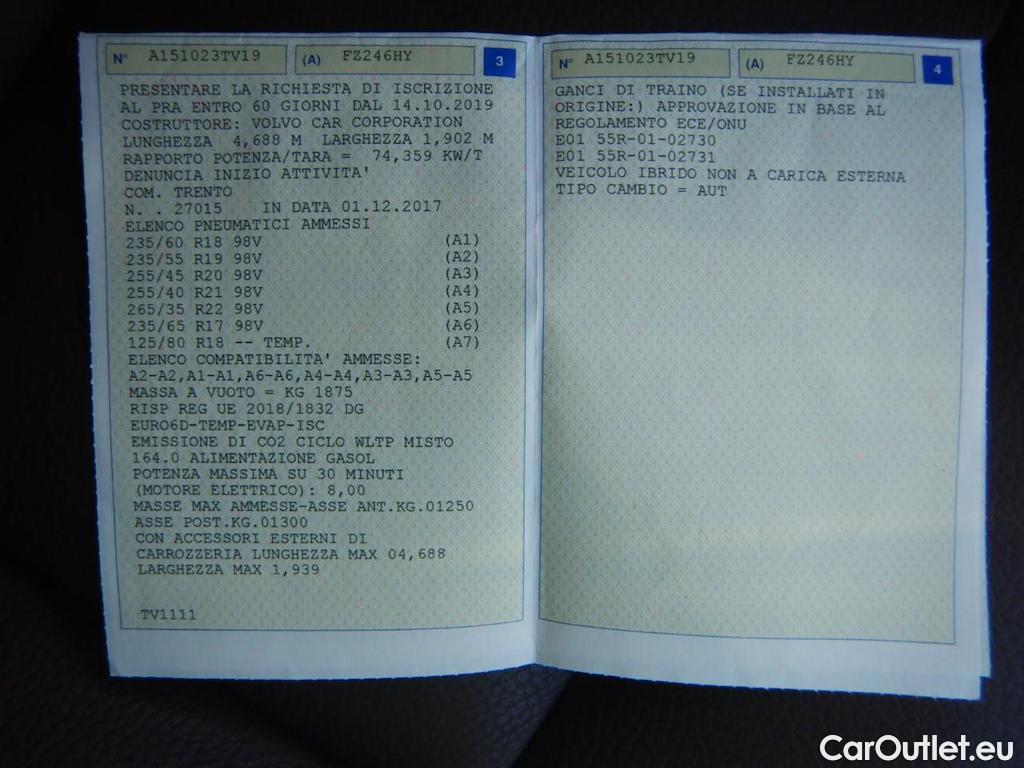 N° A151023TV19 (A) FZ246HY 3
PRESENTARE LA RICHIESTA DI ISCRIZIONE
AL PRA ENTRO 60 GIORNI DAL 14.10.2019
COSTRUTTORE: VOLVO CAR CORPORATION
LUNGHEZZA 4,688 M LARGHEZZA 1,902 M
RAPPORTO POTENZA/TARA = 74,359 KW/T
DENUNCIA INIZIO ATTIVITA'
COM. TRENTO
N. . 27015 IN DATA 01.12.2017
ELENCO PNEUMATICI AMMESSI
235/60 R18 98V (A1)
235/55 R19 98V (A2)
255/45 R20 98V (A3)
255/40 R21 98V (A4)
265/35 R22 98V (A5)
235/65 R17 98V (A6)
125/80 R18 -- TEMP. (A7)
ELENCO COMPATIBILITA' AMMESSE:
A2-A2,A1-A1,A6-A6,A4-A4,A3-A3,A5-A5
MASSA A VUOTO = KG 1875
RISP REG UE 2018/1832 DG
EURO6D-TEMP-EVAP-ISC
EMISSIONE DI CO2 CICLO WLTP MISTO
164.0 ALIMENTAZIONE GASOL
POTENZA MASSIMA SU 30 MINUTI
(MOTORE ELETTRICO): 8,00
MASSE MAX AMMESSE-ASSE ANT.KG.01250
ASSE POST.KG.01300
CON ACCESSORI ESTERNI DI
CARROZZERIA LUNGHEZZA MAX 04,688
LARGHEZZA MAX 1,939
TV1111
N° A151023TV19 (A) FZ246HY 4
GANCI DI TRAINO (SE INSTALLATI IN
ORIGINE:) APPROVAZIONE IN BASE AL
REGOLAMENTO ECE/ONU
E01 55R-01-02730
E01 55R-01-02731
VEICOLO IBRIDO NON A CARICA ESTERNA
TIPO CAMBIO = AUT
CarOutlet.eu